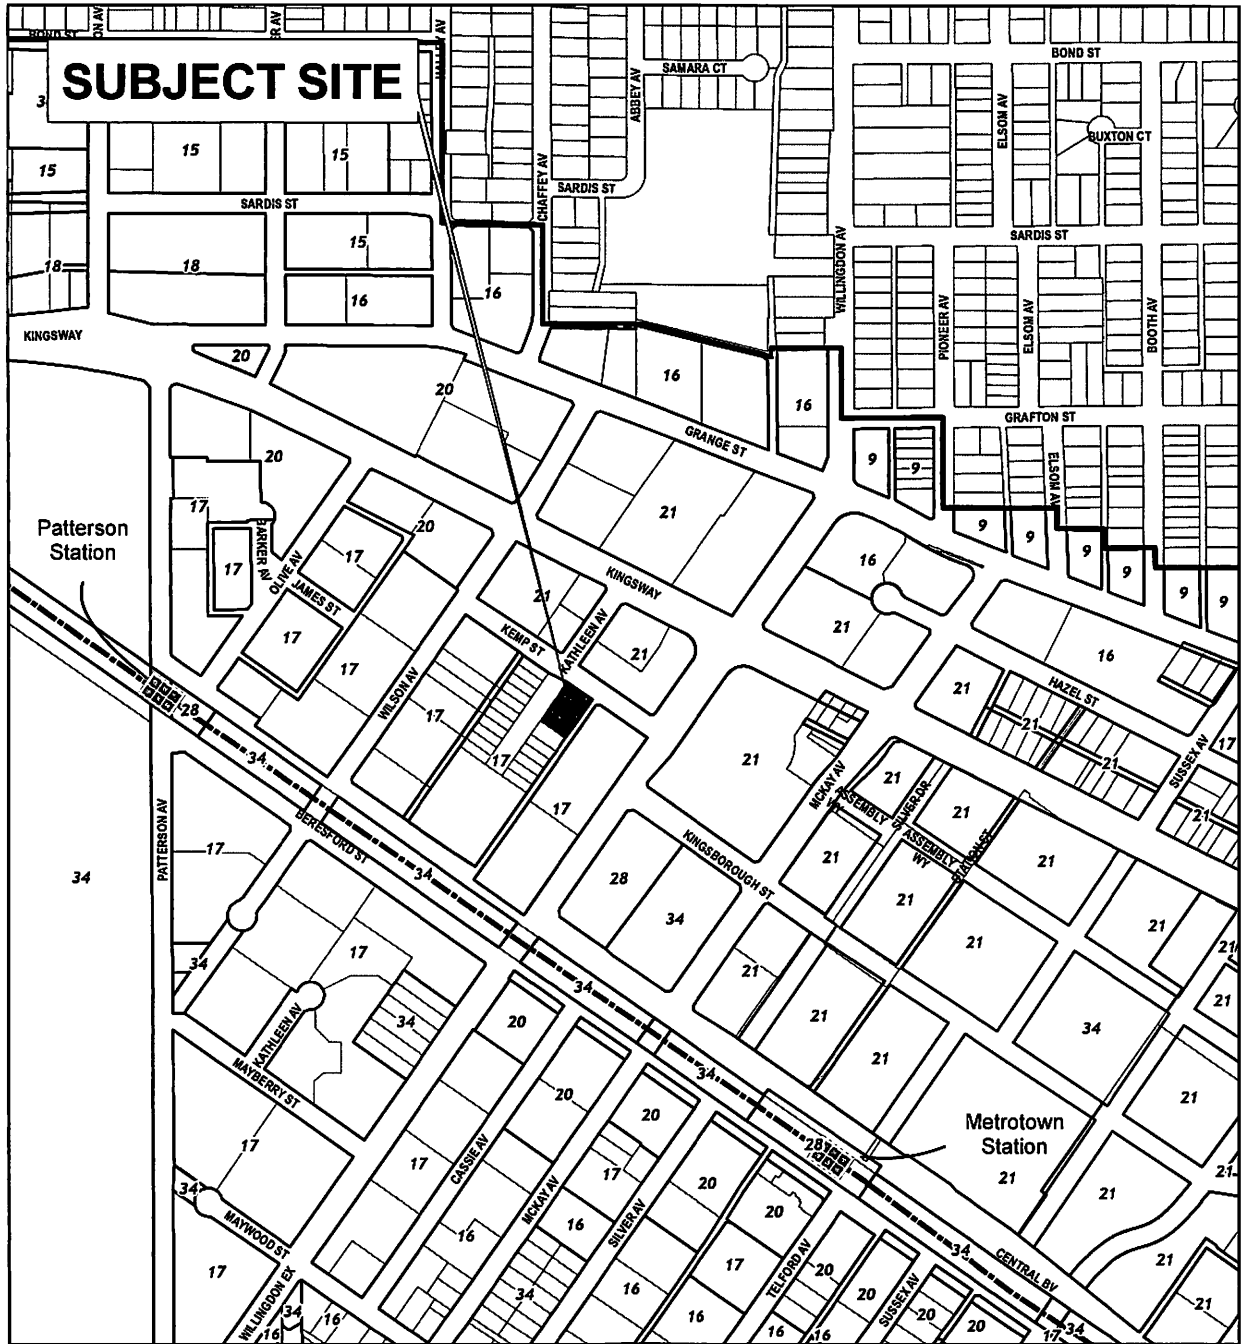 BOND ST
SUBJECT SITE
SAMARA CT
BOND ST
ABBEY AV
ELSOM AV
BUXTON CT
15
15
15
CHAFFEY AV
SARDIS ST
SARDIS ST
SARDIS ST
WILLINGDON AV
15
18
18
16
16
PIONEER AV
ELSOM AV
BOOTH AV
KINGSWAY
20
20
16
16
GRAFTON ST
GRANGE ST
9
9
ELSOM AV
20
17
20
21
9
9
9
9
9
9
Patterson
Station
BARKER AV
OLIVE AV
17
17
JAMES ST
17
17
21
KINGSWAY
16
21
KEMP ST
KATHLEEN AV
21
16
WILSON AV
17
17
17
21
21
HAZEL ST
21
21
SUSSEX AV
17
21
28
34
PATTERSON AV
BERESFORD ST
34
34
17
28
34
KINGSBOROUGH ST
MCKAY AV
ASSEMBLY
WY
SILVER DR
ASSEMBLY
WY
STATION ST
21
21
21
21
21
21
21
21
21
21
17
34
34
KATHLEEN AV
34
20
21
21
21
34
21
MAYBERRY ST
34
20
20
28
Metrotown
Station
17
34
MAYWOOD ST
17
WILLINGDON EX
17
CASSIE AV
MCKAY AV
17
16
SILVER AV
20
20
21
21
21
21
21
16
16
34
16
17
16
TELFORD AV
20
20
SUSSEX AV
20
20
34
CENTRAL BV
34
17
34
16
16
16
16